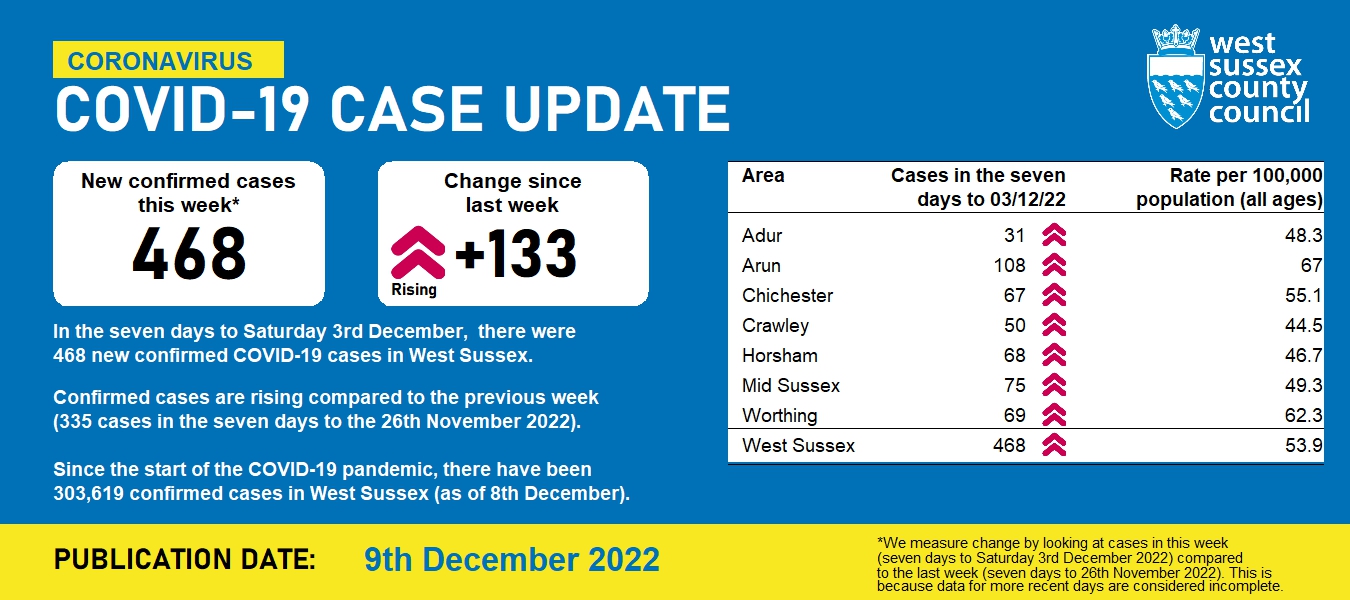 CORONAVIRUS
COVID-19 CASE UPDATE
west
sussex
county
council
New confirmed cases
this week*
468
Change since
last week
+133
Rising
In the seven days to Saturday 3rd December, there were
468 new confirmed COVID-19 cases in West Sussex.
Confirmed cases are rising compared to the previous week
(335 cases in the seven days to the 26th November 2022).
Since the start of the COVID-19 pandemic, there have been
303,619 confirmed cases in West Sussex (as of 8th December).
Area Cases in the seven Rate per 100,000
days to 03/12/22 population (all ages)
Adur 31 48.3
Arun 108 67
Chichester 67 55.1
Crawley 50 44.5
Horsham 68 46.7
Mid Sussex 75 49.3
Worthing 69 62.3
West Sussex 468 53.9
PUBLICATION DATE: 9th December 2022
*We measure change by looking at cases in this week
(seven days to Saturday 3rd December 2022) compared
to the last week (seven days to 26th November 2022). This is
because data for more recent days are considered incomplete.